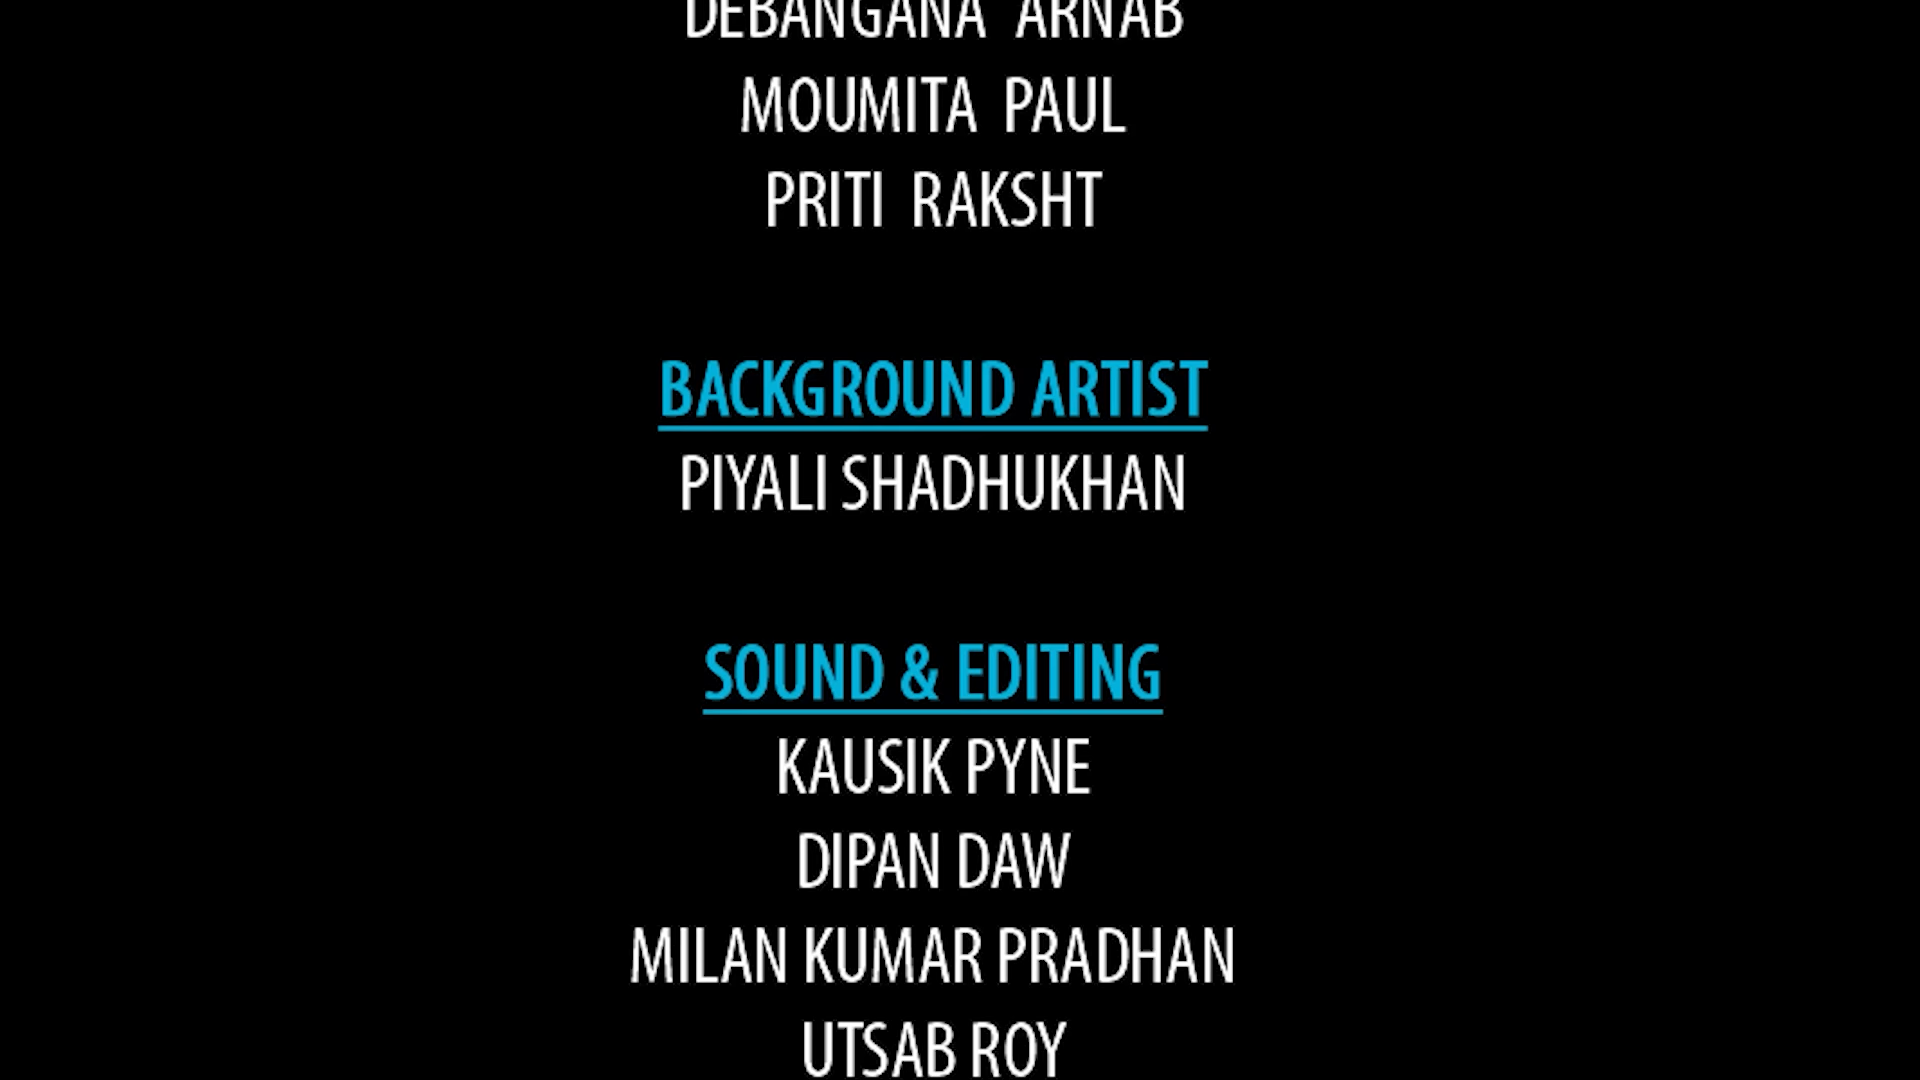 DEBANGANA ARNAB
MOUMITA PAUL
PRITI RAKSHT
BACKGROUND ARTIST
PIYALI SHADHUKHAN
SOUND & EDITING
KAUSIK PYNE
DIPAN DAW
MILAN KUMAR PRADHAN
UTSAB ROY